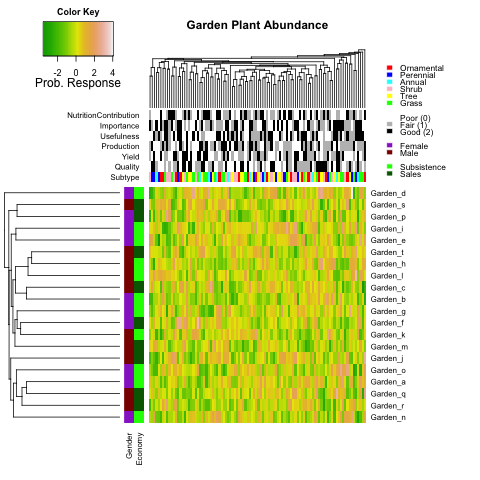 Color Key
-2 0 2 4
Prob. Response
Garden Plant Abundance
Ornamental
Perennial
Annual
Shrub
Tree
Grass
Poor (0)
Fair (1)
Good (2)
Female
Male
Subsistence
Sales
NutritionContribution
Importance
Usefulness
Production
Yield
Quality
Subtype
Garden_d
Garden_s
Garden_p
Garden_i
Garden_e
Garden_t
Garden_h
Garden_l
Garden_c
Garden_b
Garden_g
Garden_f
Garden_k
Garden_m
Garden_j
Garden_o
Garden_a
Garden_q
Garden_r
Garden_n
Gender
Economy